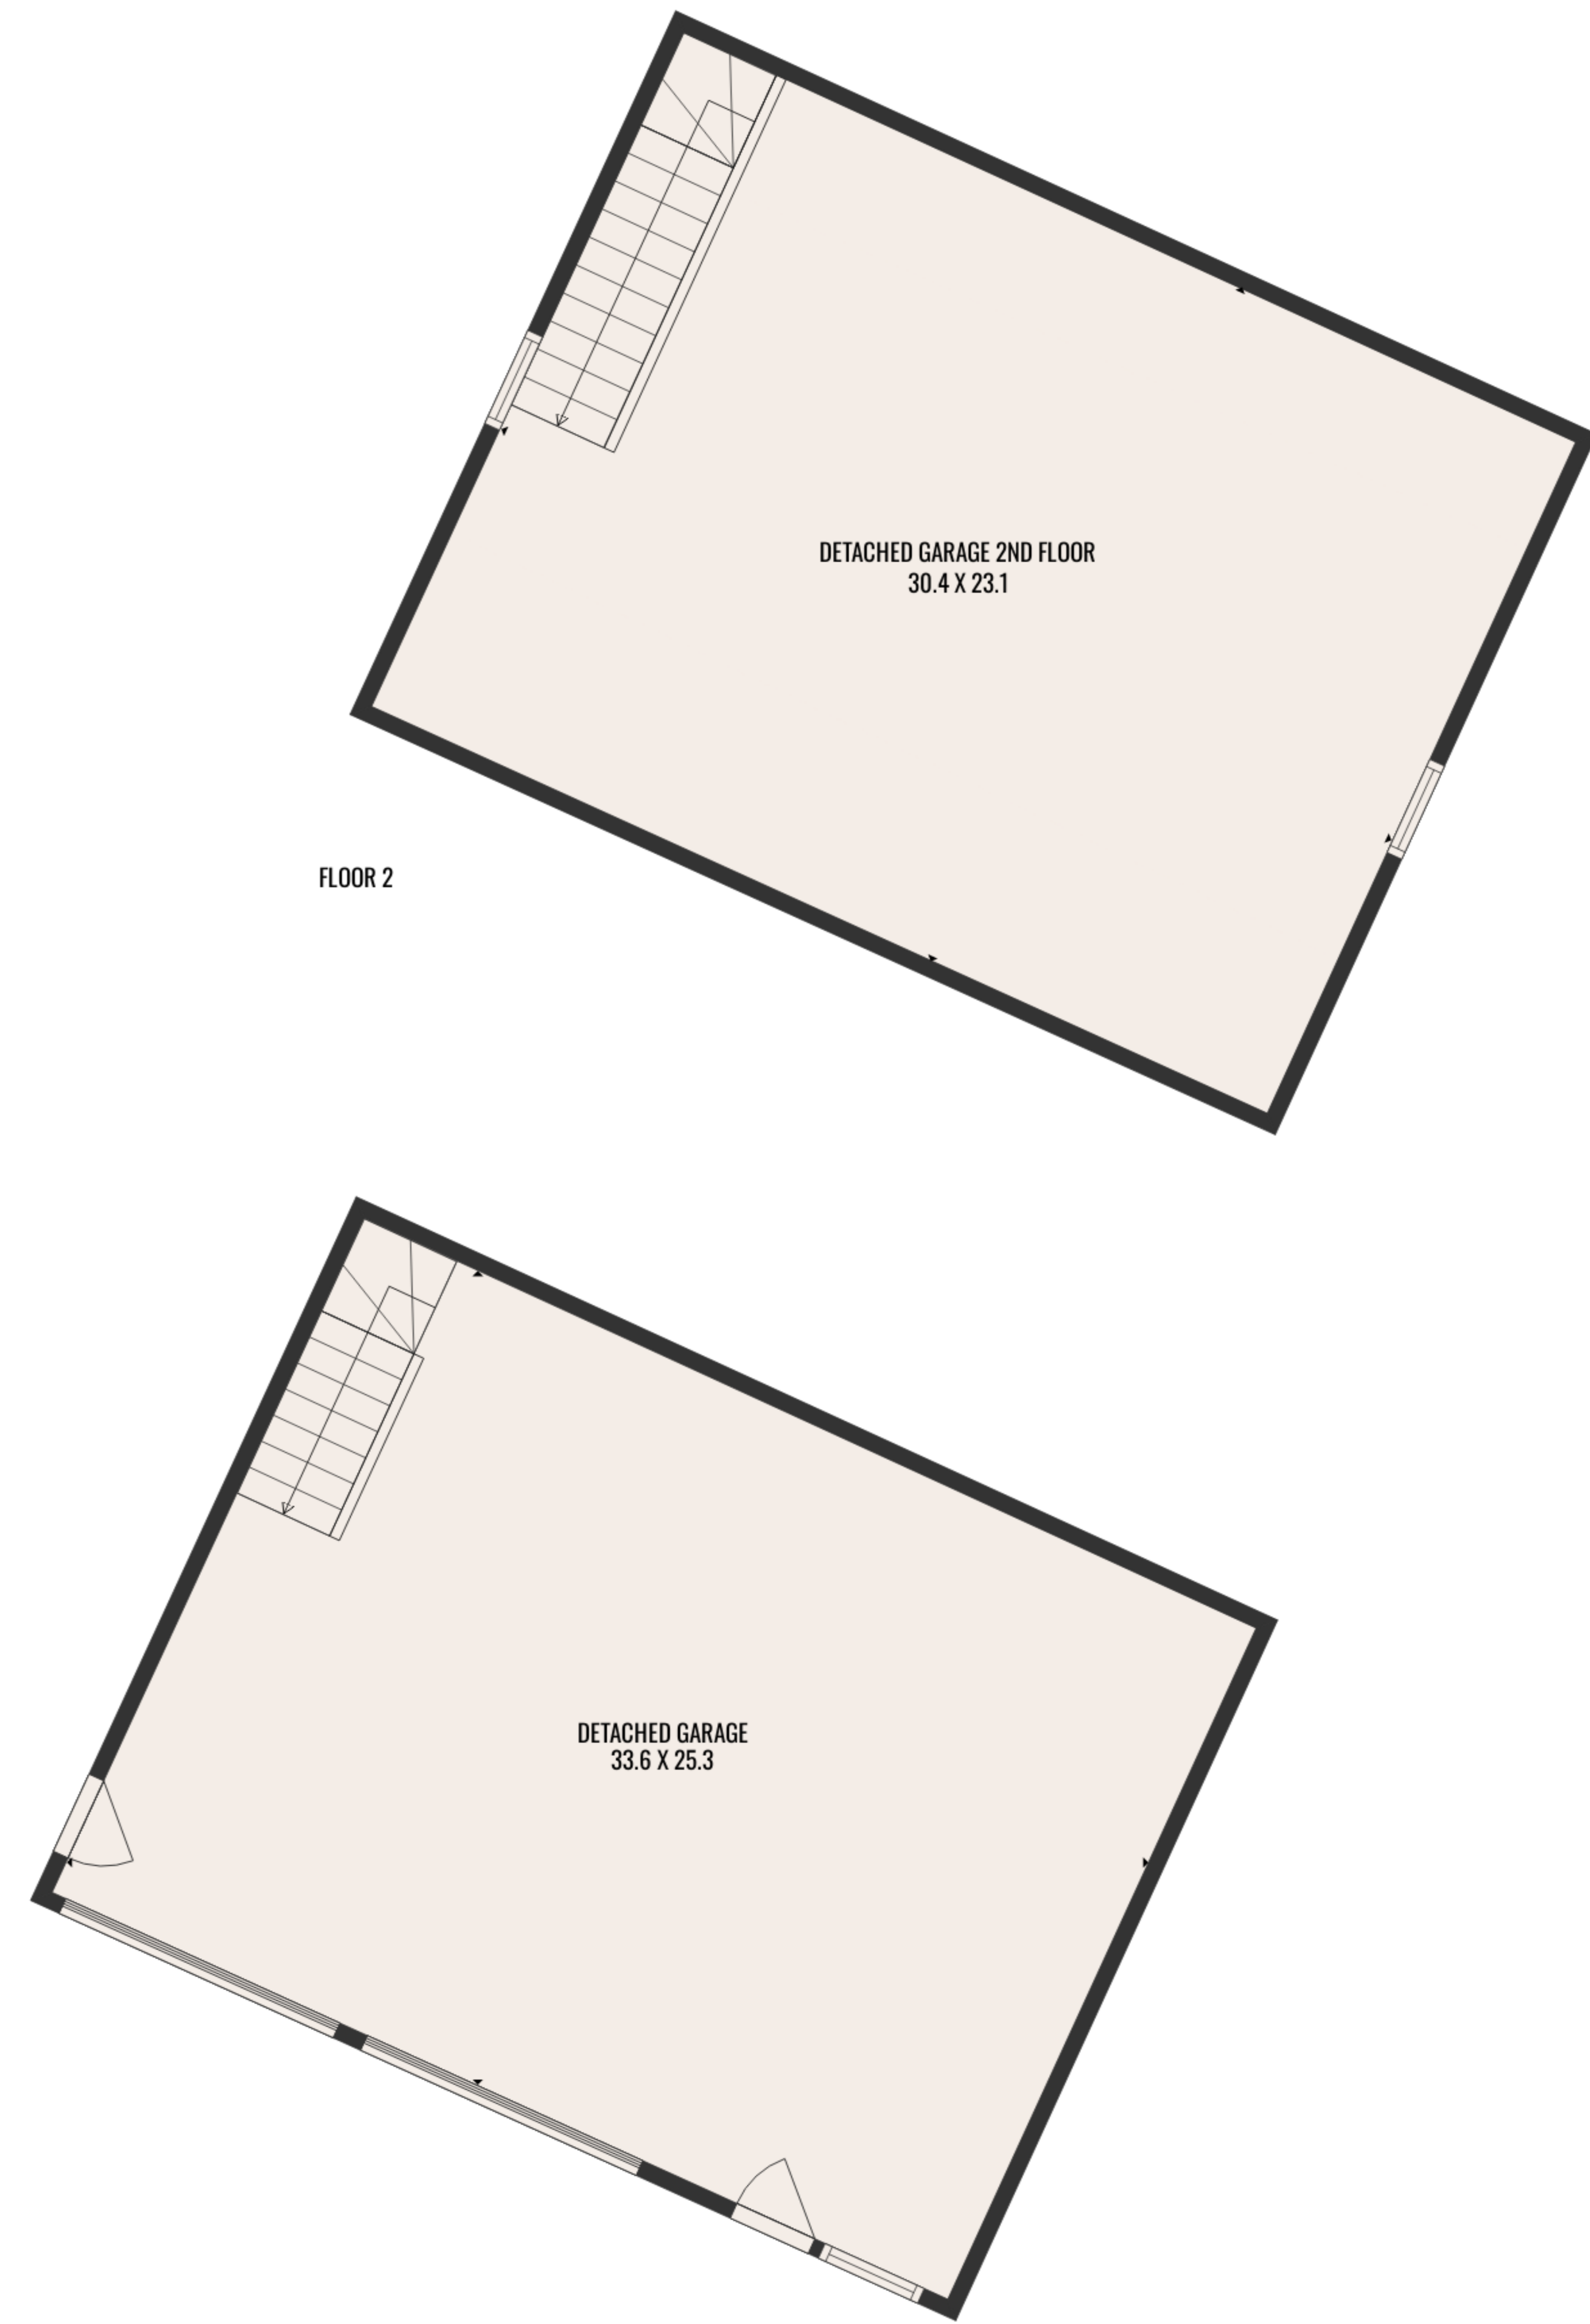 DETACHED GARAGE 2ND FLOOR
30.4 X 23.1
FLOOR 2
DETACHED GARAGE
33.6 X 25.3